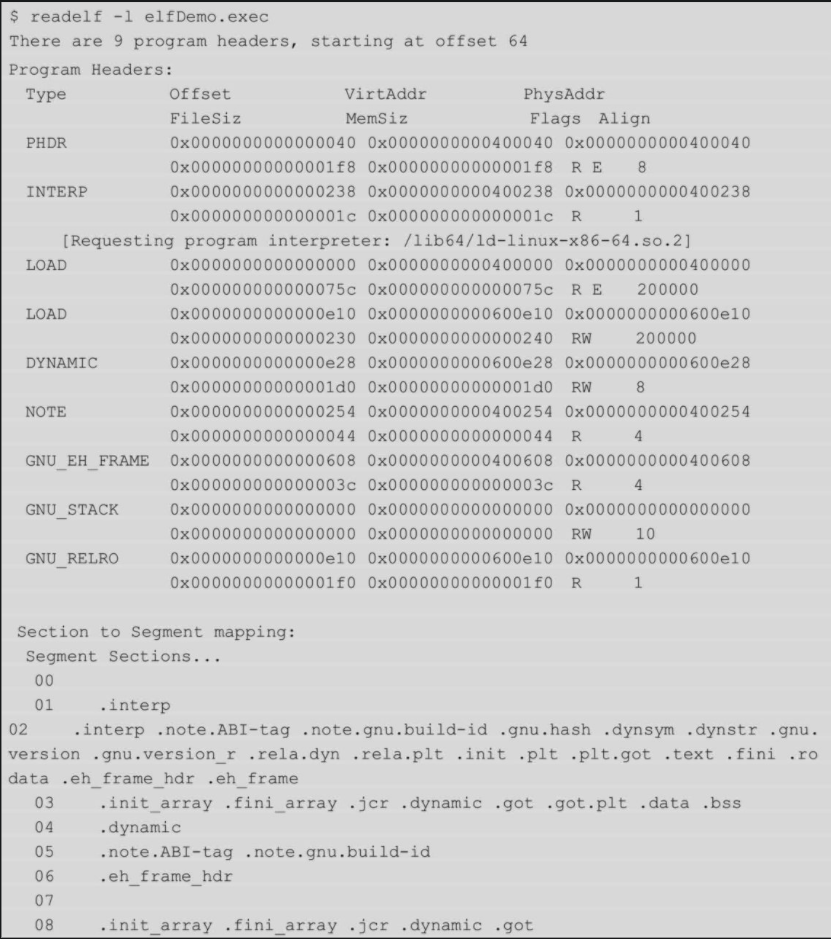 $ readelf -l elfDemo.exec
There are 9 program headers, starting at offset 64
Program Headers:
  Type           Offset             VirtAddr           PhysAddr
                 FileSiz            MemSiz              Flags  Align
  PHDR           0x0000000000000040 0x0000000000400040 0x0000000000400040
                 0x00000000000001f8 0x00000000000001f8  R E    8
  INTERP         0x0000000000000238 0x0000000000400238 0x0000000000400238
                 0x000000000000001c 0x000000000000001c  R      1
      [Requesting program interpreter: /lib64/ld-linux-x86-64.so.2]
  LOAD           0x0000000000000000 0x0000000000400000 0x0000000000400000
                 0x000000000000075c 0x000000000000075c  R E    200000
  LOAD           0x0000000000000e10 0x0000000000600e10 0x0000000000600e10
                 0x0000000000000230 0x0000000000000240  RW     200000
  DYNAMIC        0x0000000000000e28 0x0000000000600e28 0x0000000000600e28
                 0x00000000000001d0 0x00000000000001d0  RW     8
  NOTE           0x0000000000000254 0x0000000000400254 0x0000000000400254
                 0x0000000000000044 0x0000000000000044  R      4
  GNU_EH_FRAME   0x0000000000000608 0x0000000000400608 0x0000000000400608
                 0x000000000000003c 0x000000000000003c  R      4
  GNU_STACK      0x0000000000000000 0x0000000000000000 0x0000000000000000
                 0x0000000000000000 0x0000000000000000  RW     10
  GNU_RELRO      0x0000000000000e10 0x0000000000600e10 0x0000000000600e10
                 0x00000000000001f0 0x00000000000001f0  R      1
 Section to Segment mapping:
  Segment Sections...
   00
   01     .interp
02     .interp .note.ABI-tag .note.gnu.build-id .gnu.hash .dynsym .dynstr .gnu.
version .gnu.version_r .rela.dyn .rela.plt .init .plt .plt.got .text .fini .ro
data .eh_frame_hdr .eh_frame
   03     .init_array .fini_array .jcr .dynamic .got .got.plt .data .bss
   04     .dynamic
   05     .note.ABI-tag .note.gnu.build-id
   06     .eh_frame_hdr
   07
   08     .init_array .fini_array .jcr .dynamic .got